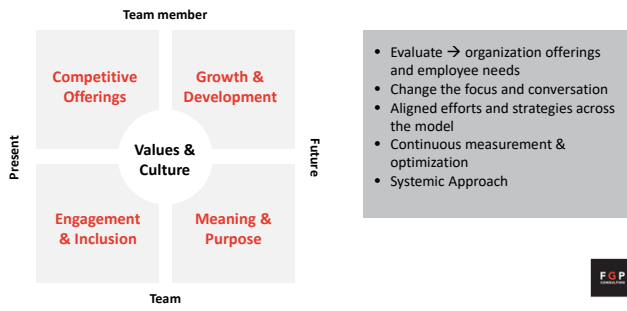 Team member
Competitive
Offerings
Growth &
Development
Present
Values &
Culture
Future
Engagement
& Inclusion
Meaning &
Purpose
Team
• Evaluate → organization offerings
and employee needs
• Change the focus and conversation
• Aligned efforts and strategies across
the model
• Continuous measurement &
optimization
• Systemic Approach
FGP
CONSULTING